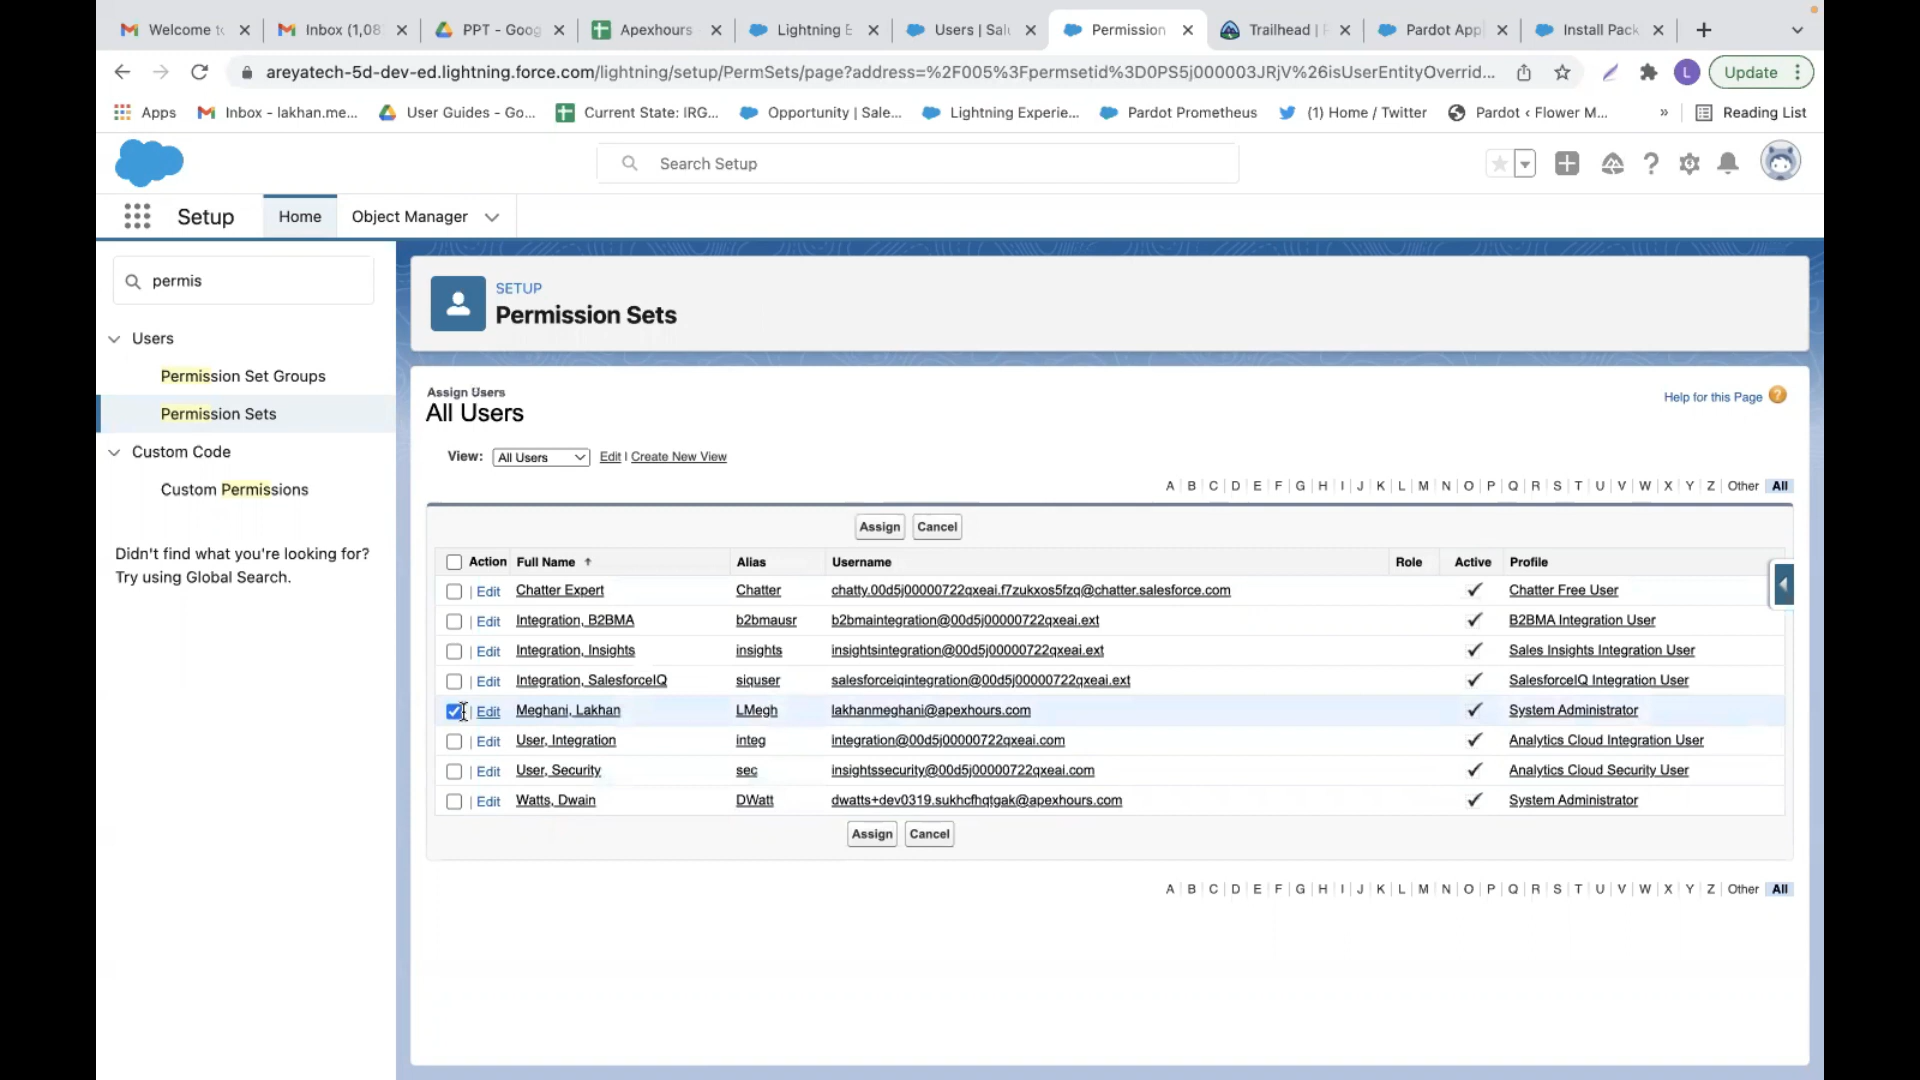 Welcome to
Inbox (1,08
PPT - Goog
Apexhours
Lightning E
Users | Sal
Permission
Trailhead |
Pardot App
Install Pack
areyatech-5d-dev-ed.lightning.force.com/lightning/setup/PermSets/page?address=%2F005%3Fpermsetid%3D0PS5j000003JRjV%26isUserEntityOverrid...
L
Update
Apps
Inbox - lakhan.me...
User Guides - Go...
Current State: IRG...
Opportunity | Sale...
Lightning Experie...
Pardot Prometheus
(1) Home / Twitter
Pardot ‹ Flower M...
»
Reading List
Search Setup
Setup
Home
Object Manager
permis
Users
Permission Set Groups
Permission Sets
Custom Code
Custom Permissions
Didn't find what you're looking for?
Try using Global Search.
SETUP
Permission Sets
Assign Users
All Users
Help for this Page
View: All Users Edit | Create New View
A B C D E F G H I J K L M N O P Q R S T U V W X Y Z Other All
Assign Cancel
Action Full Name Alias Username Role Active Profile
Edit Chatter Expert Chatter chatty.00d5j00000722qxeai.f7zukxos5fzq@chatter.salesforce.com Chatter Free User
Edit Integration, B2BMA b2bmausr b2bmaintegration@00d5j00000722qxeai.ext B2BMA Integration User
Edit Integration, Insights insights insightsintegration@00d5j00000722qxeai.ext Sales Insights Integration User
Edit Integration, SalesforceIQ siquser salesforceiqintegration@00d5j00000722qxeai.ext SalesforceIQ Integration User
Edit Meghani, Lakhan LMegh lakhanmeghani@apexhours.com System Administrator
Edit User, Integration integ integration@00d5j00000722qxeai.com Analytics Cloud Integration User
Edit User, Security sec insightssecurity@00d5j00000722qxeai.com Analytics Cloud Security User
Edit Watts, Dwain DWatt dwatts+dev0319.sukhcfhqtgak@apexhours.com System Administrator
Assign Cancel
A B C D E F G H I J K L M N O P Q R S T U V W X Y Z Other All